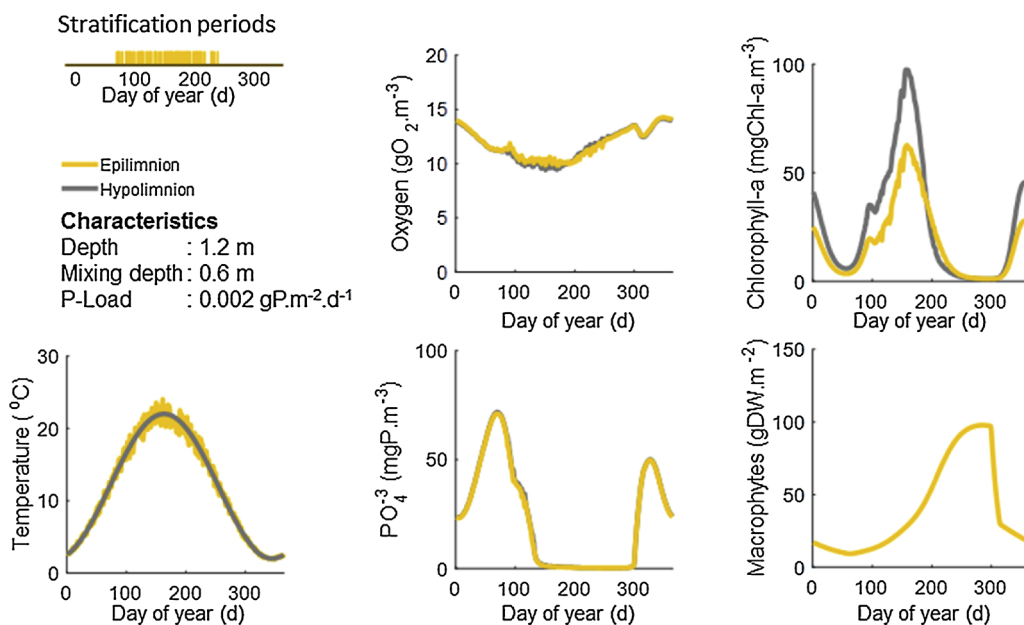 Stratification periods
0 100 200 300
Day of year (d)
Epilimnion
Hypolimnion
Characteristics
Depth : 1.2 m
Mixing depth : 0.6 m
P-Load : 0.002 gP.m-2.d-1
20
15
10
5
0
Oxygen (gO2.m-3)
0 100 200 300
Day of year (d)
100
50
0
Chlorophyll-a (mgChl-a.m-3)
0 100 200 300
Day of year (d)
30
20
10
0
Temperature ( oC)
0 100 200 300
Day of year (d)
100
50
0
PO4-3 (mgP.m-3)
0 100 200 300
Day of year (d)
150
100
50
0
Macrophytes (gDW.m-2)
0 100 200 300
Day of year (d)